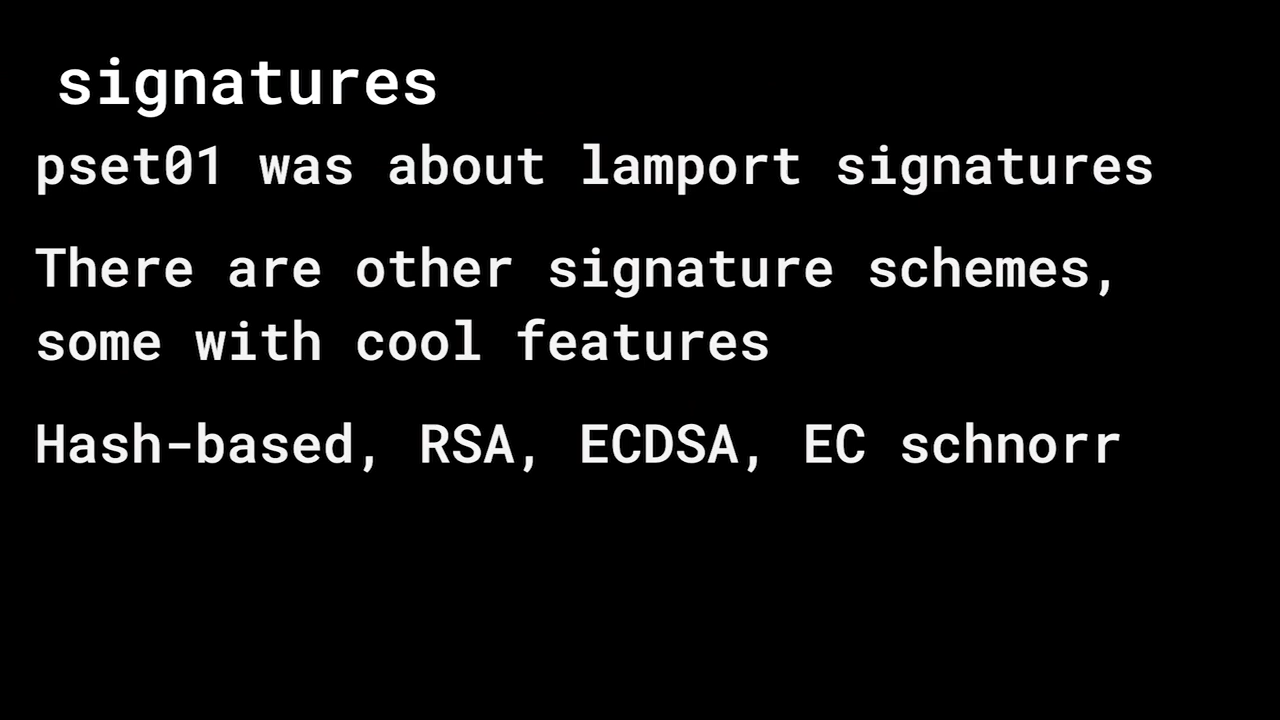 signatures
pset01 was about lamport signatures
There are other signature schemes,
some with cool features
Hash-based, RSA, ECDSA, EC schnorr